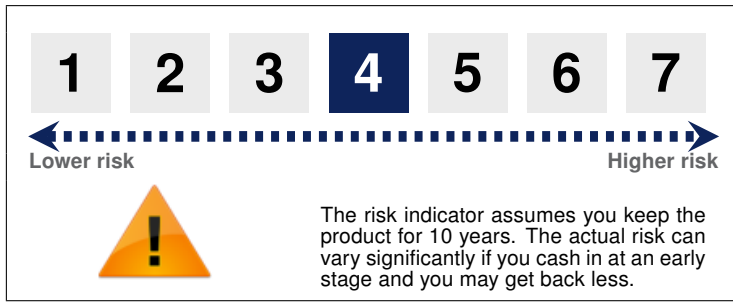 1 2 3 4 5 6 7
Lower risk Higher risk
!
The risk indicator assumes you keep the
product for 10 years. The actual risk can
vary significantly if you cash in at an early
stage and you may get back less.